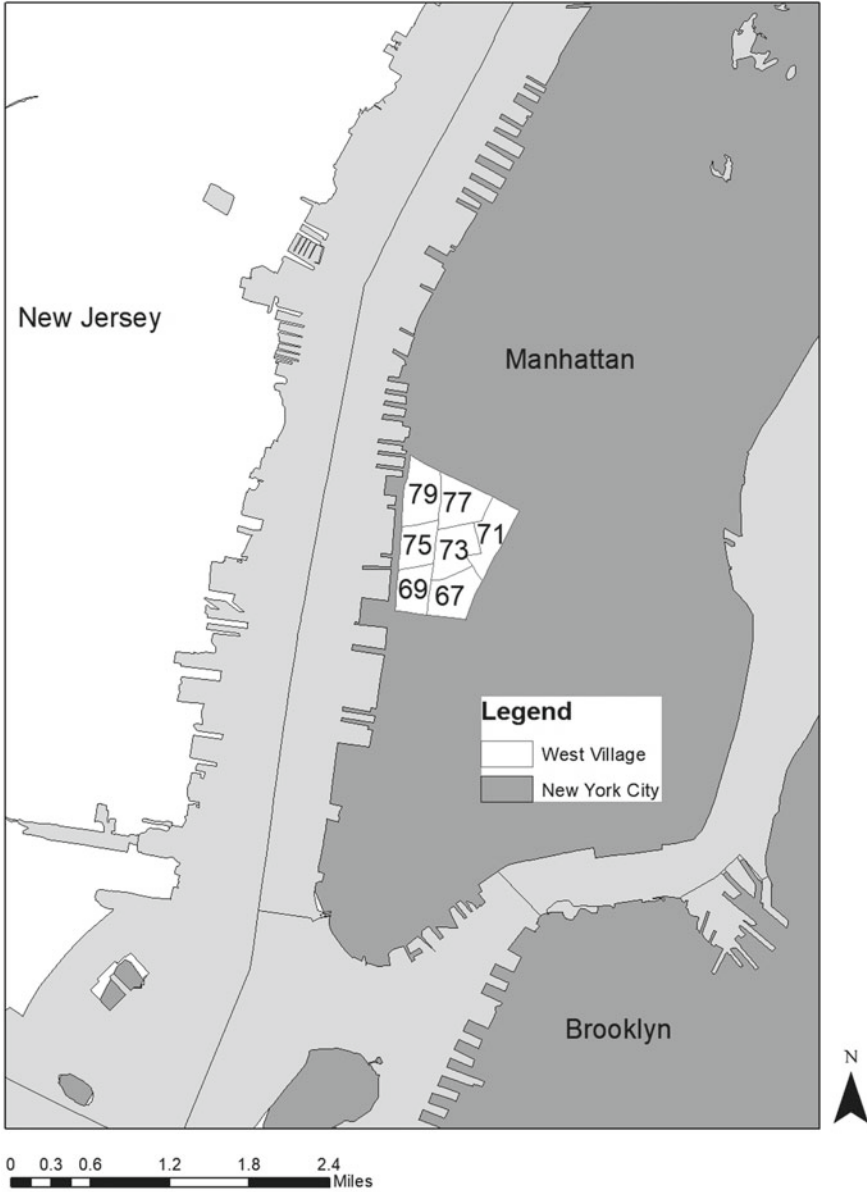 New Jersey
Manhattan
79 77
71
75 73
69 67
Legend
West Village
New York City
Brooklyn
N
0 0.3 0.6 1.2 1.8 2.4
Miles